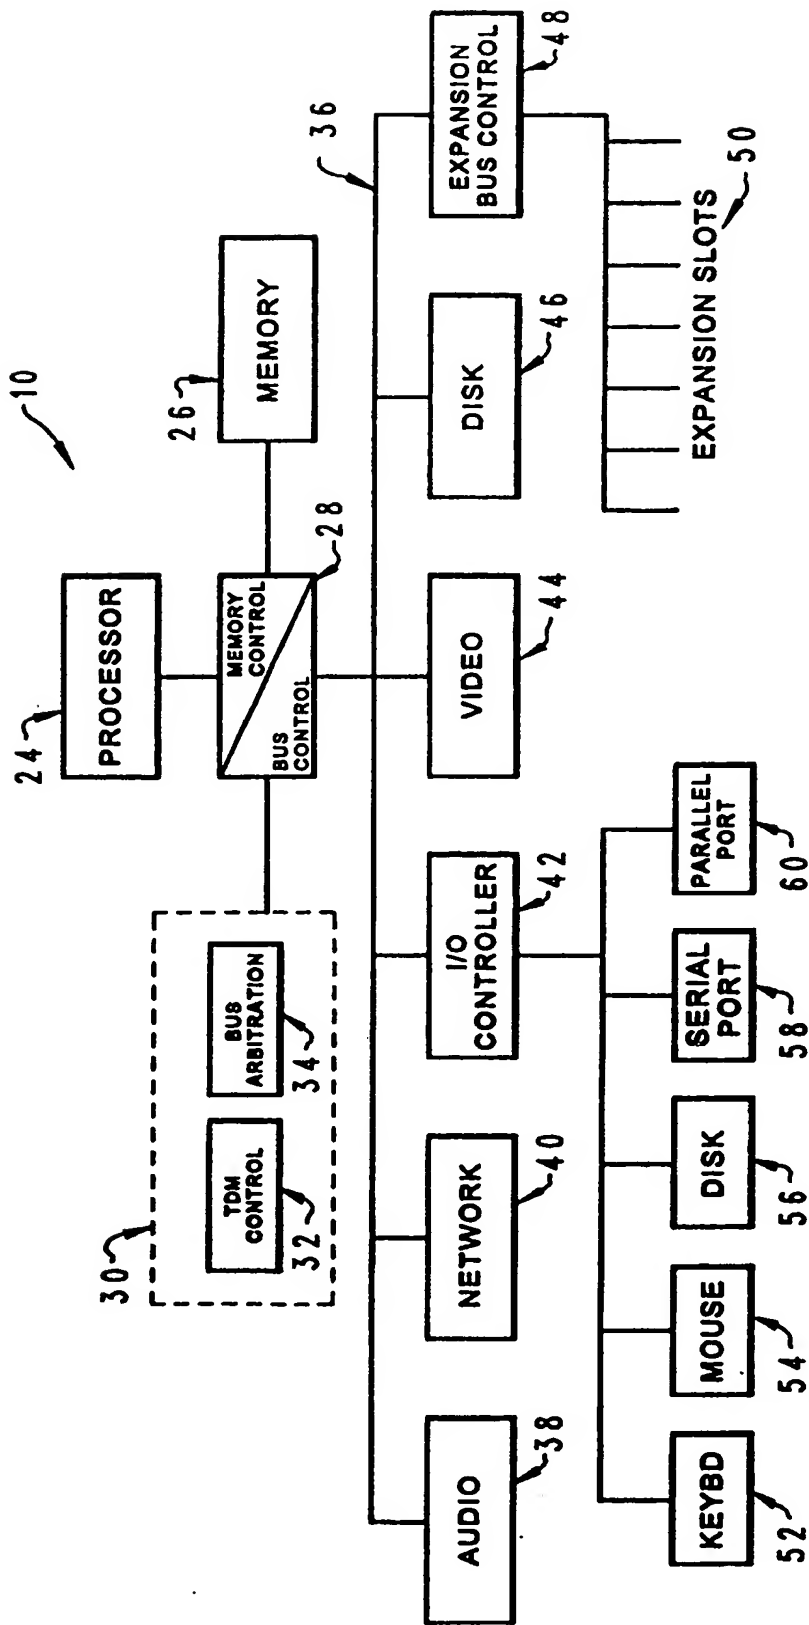 10
24
PROCESSOR
26
MEMORY
MEMORY
CONTROL
BUS
CONTROL
28
30
TDM
CONTROL
32
BUS
ARBITRATION
34
36
AUDIO
38
NETWORK
40
I/O
CONTROLLER
42
VIDEO
44
DISK
46
EXPANSION
BUS CONTROL
48
EXPANSION SLOTS
50
KEYBD
52
MOUSE
54
DISK
56
SERIAL
PORT
58
PARALLEL
PORT
60